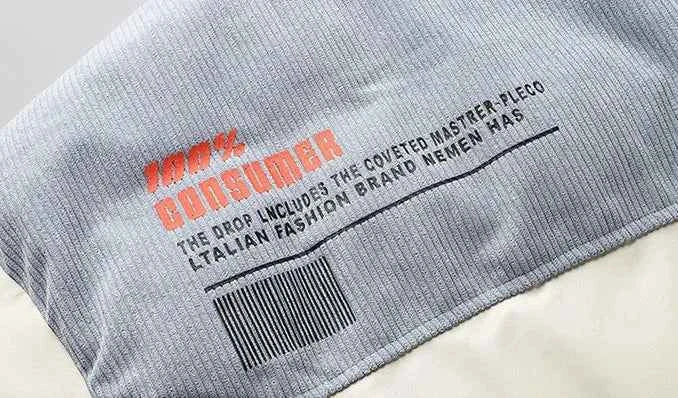 100%
CONSUMER
THE DROP LNCLUDES THE COVETED MASTRER-PLECO
LTALIAN FASHION BRAND NEMEN HAS